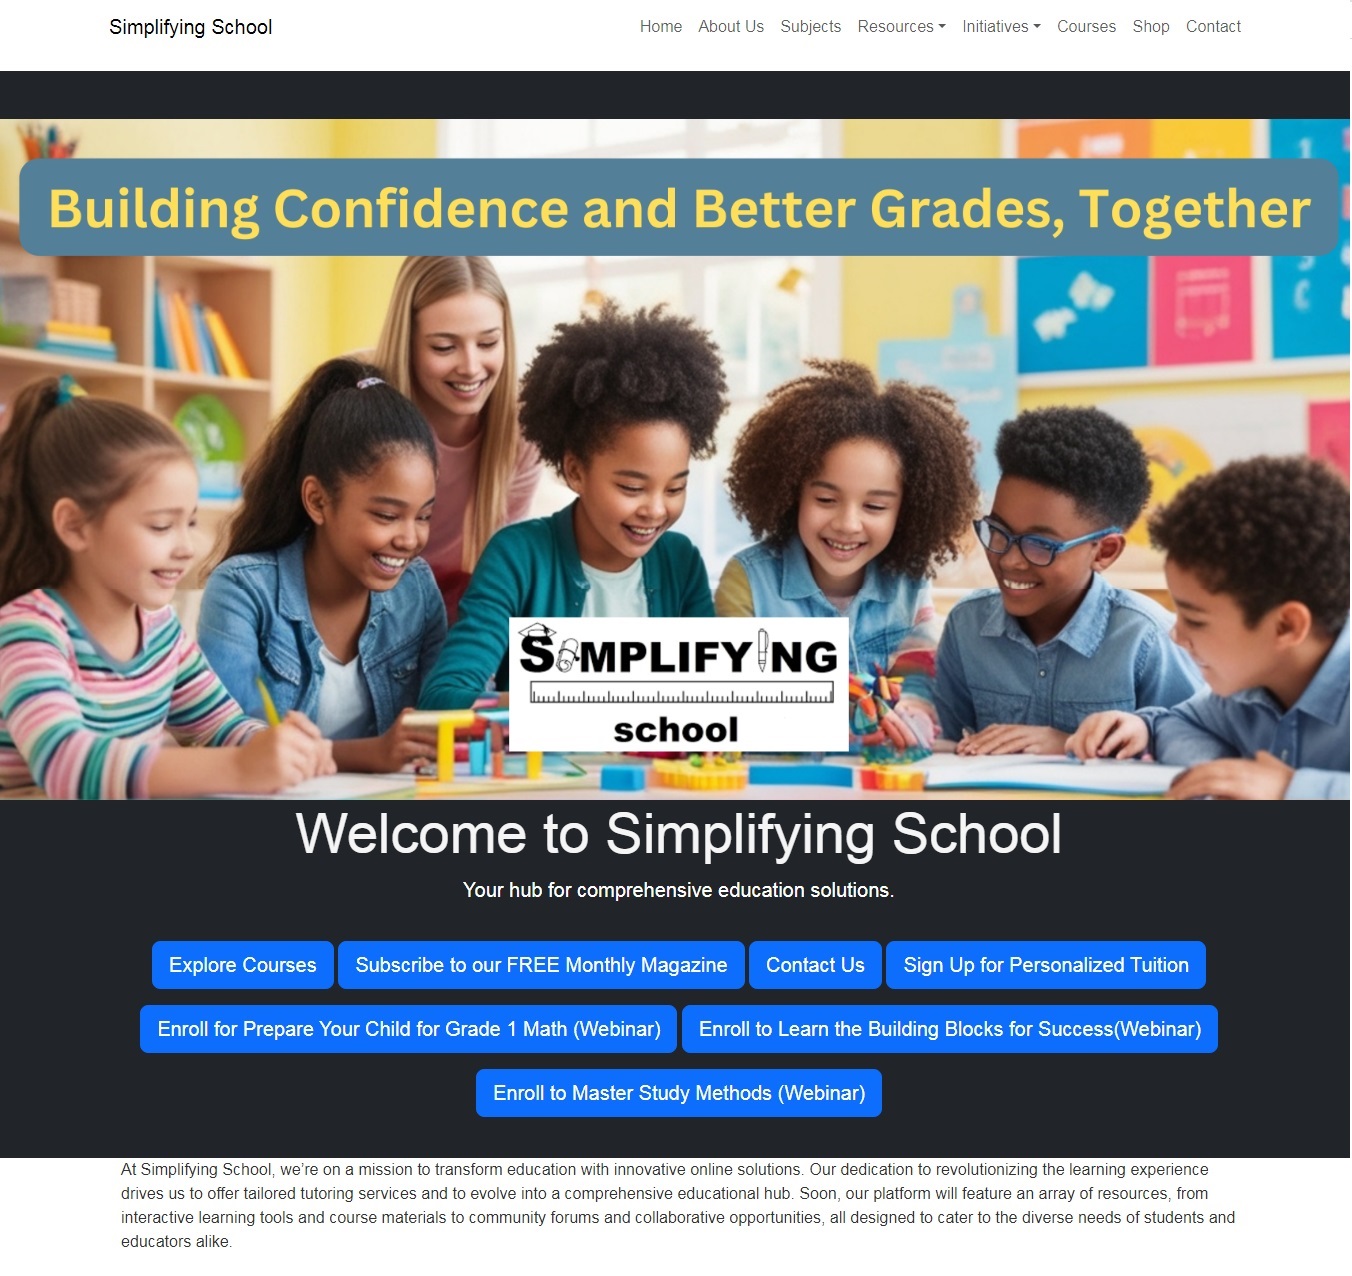 Simplifying School
Home About Us Subjects Resources Initiatives Courses Shop Contact
Building Confidence and Better Grades, Together
SIMPLIFYING
school
Welcome to Simplifying School
Your hub for comprehensive education solutions.
Explore Courses Subscribe to our FREE Monthly Magazine Contact Us Sign Up for Personalized Tuition
Enroll for Prepare Your Child for Grade 1 Math (Webinar) Enroll to Learn the Building Blocks for Success(Webinar)
Enroll to Master Study Methods (Webinar)
At Simplifying School, we’re on a mission to transform education with innovative online solutions. Our dedication to revolutionizing the learning experience
drives us to offer tailored tutoring services and to evolve into a comprehensive educational hub. Soon, our platform will feature an array of resources, from
interactive learning tools and course materials to community forums and collaborative opportunities, all designed to cater to the diverse needs of students and
educators alike.